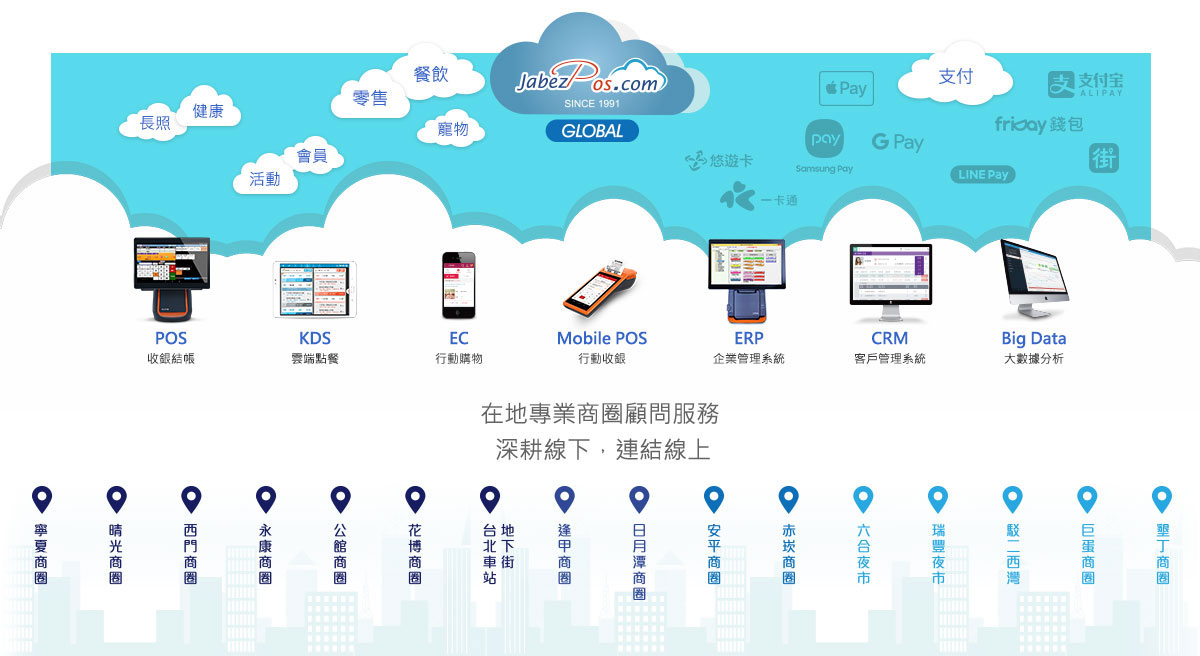 JabezPos.com
SINCE 1991
GLOBAL
長照
健康
活動
會員
零售
餐飲
寵物
支付
Pay
支 支付宝
ALIPAY
pay
Samsung Pay
G Pay
friday 錢包
悠遊卡
一卡通
LINE Pay
街
POS
收銀結帳
KDS
雲端點餐
EC
行動購物
Mobile POS
行動收銀
ERP
企業管理系統
CRM
客戶管理系統
Big Data
大數據分析
在地專業商圈顧問服務
深耕線下，連結線上
寧夏商圈
晴光商圈
西門商圈
永康商圈
公館商圈
花博商圈
台北車站
地下街
逢甲商圈
日月潭商圈
安平商圈
赤崁商圈
六合夜市
瑞豐夜市
駁二西灣
巨蛋商圈
墾丁商圈